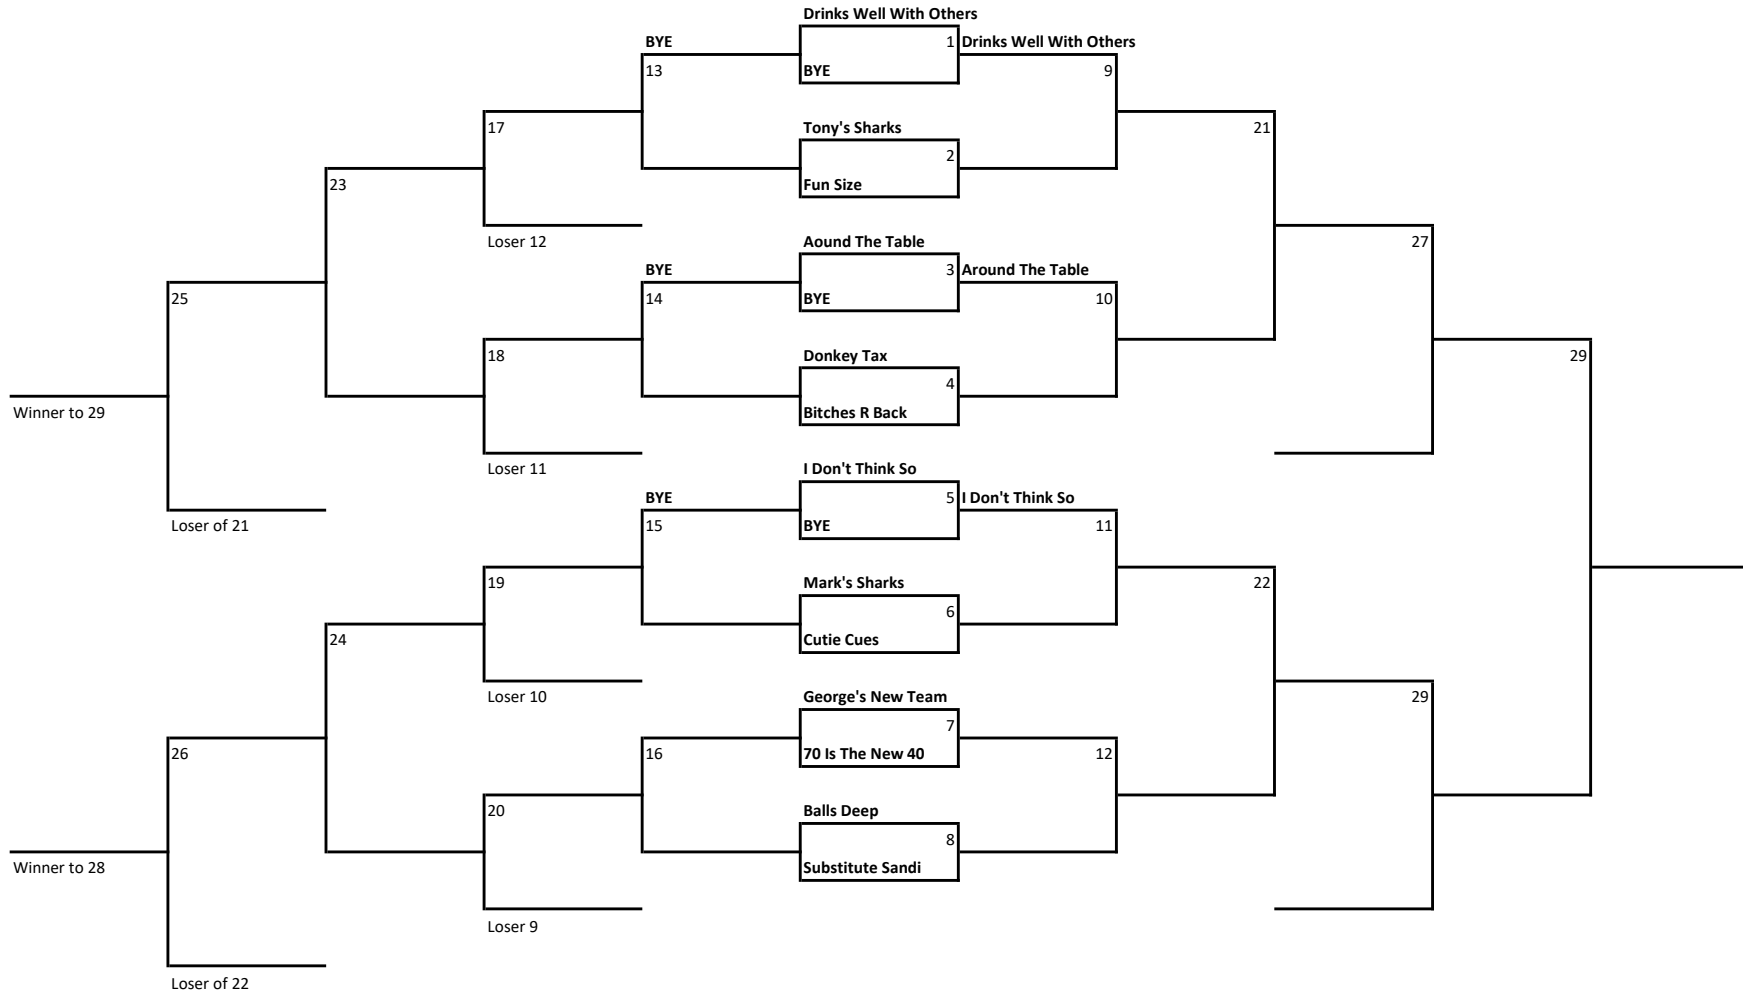 Drinks Well With Others
BYE
1
Drinks Well With Others
13
BYE
9
17
Tony's Sharks
21
2
23
Fun Size
Loser 12
Aound The Table
27
BYE
3
Around The Table
25
14
BYE
10
18
Donkey Tax
29
4
Winner to 29
Bitches R Back
Loser 11
I Don't Think So
BYE
5
I Don't Think So
Loser of 21
15
BYE
11
19
Mark's Sharks
22
6
24
Cutie Cues
Loser 10
George's New Team
29
7
26
16
70 Is The New 40
12
20
Balls Deep
8
Winner to 28
Substitute Sandi
Loser 9
Loser of 22